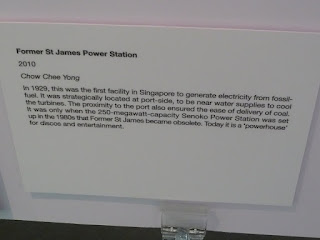 Former St James Power Station
2010
Chow Chee Yong
In 1929, this was the first facility in Singapore to generate electricity from fossil-
fuel. It was strategically located at port-side, to be near water supplies to cool
the turbines. The proximity to the port also ensured the ease of delivery of coal.
It was only when the 250-megawatt-capacity Senoko Power Station was set
up in the 1980s that Former St James became obsolete. Today it is a 'powerhouse'
for discos and entertainment.